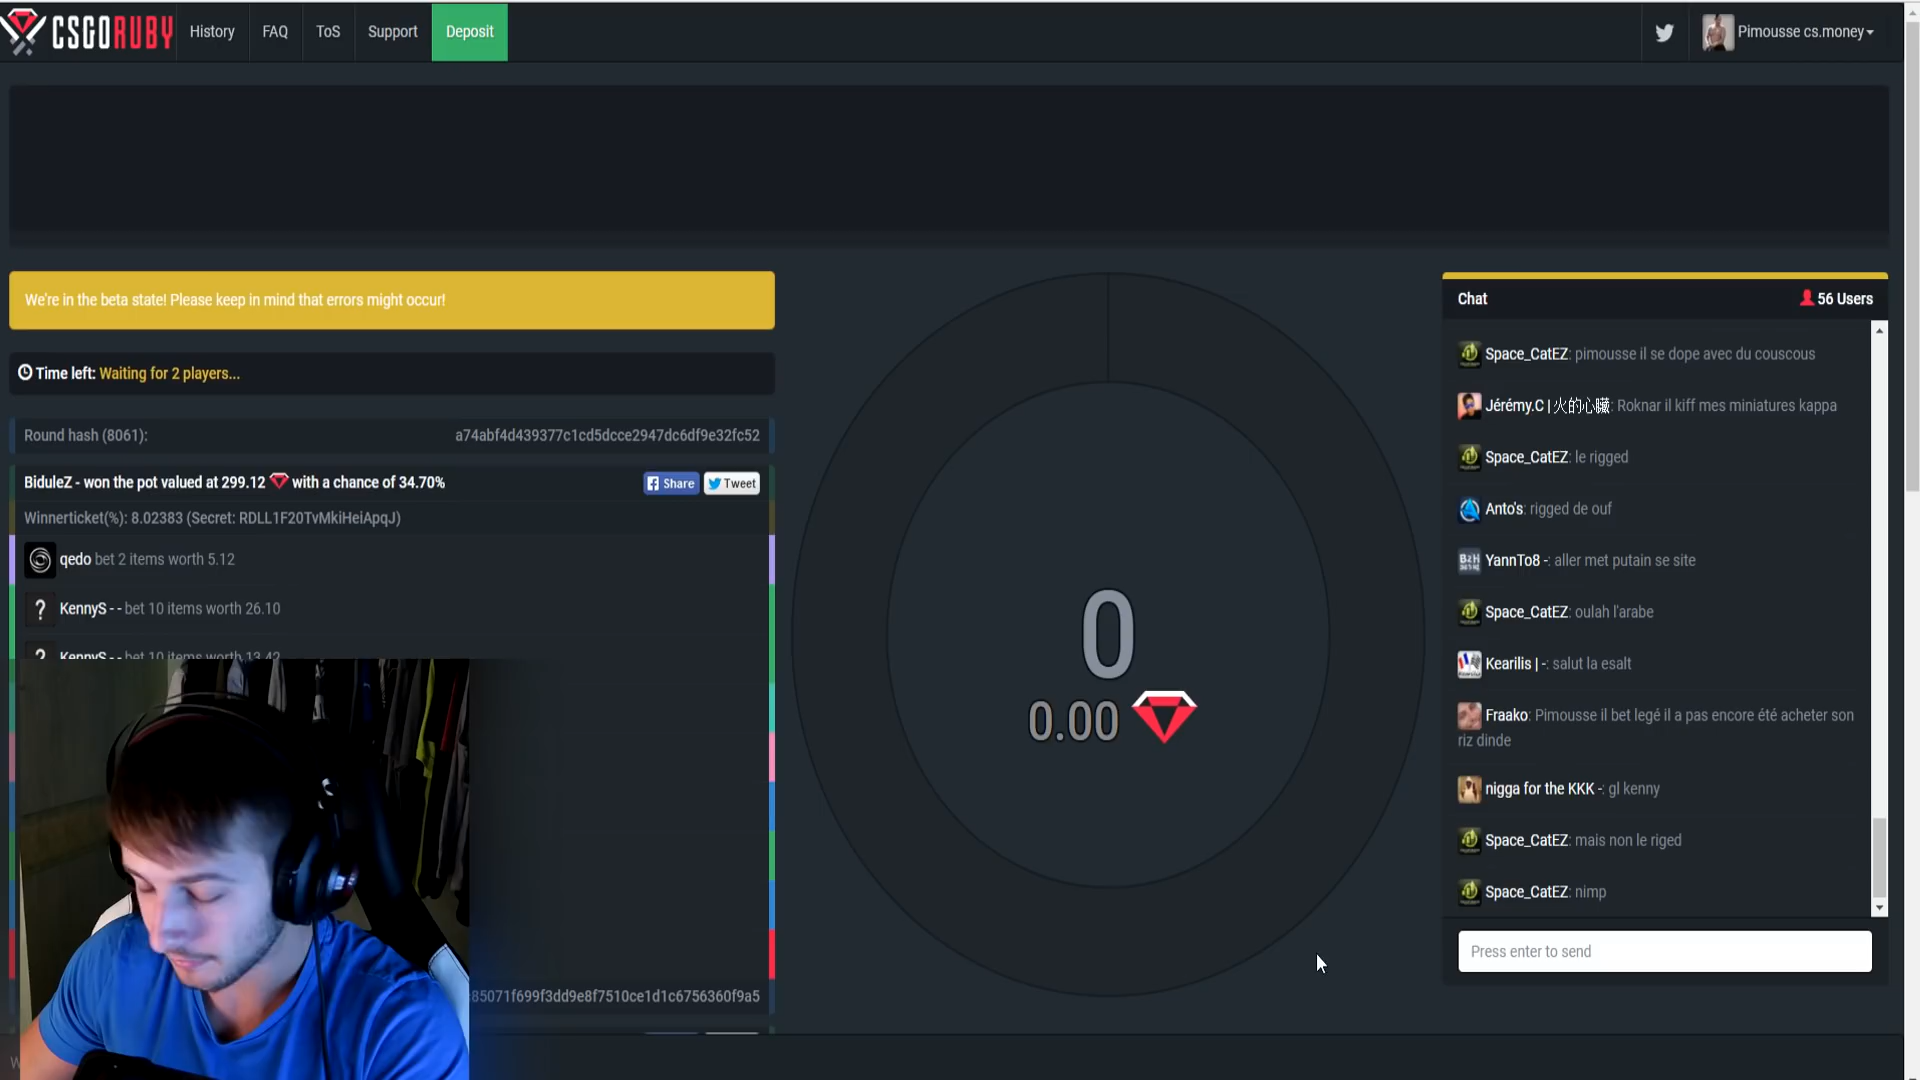 CSGORUBY
History
FAQ
ToS
Support
Deposit
Pimousse cs.money
We're in the beta state! Please keep in mind that errors might occur!
Time left: Waiting for 2 players...
Round hash (8061):
a74abf4d439377c1cd5dcce2947dc6df9e32fc52
BiduleZ - won the pot valued at 299.12 with a chance of 34.70%
Share
Tweet
Winnerticket(%): 8.02383 (Secret: RDLL1F20TvMkiHeiApqJ)
qedo bet 2 items worth 5.12
? KennyS - - bet 10 items worth 26.10
? KennyS - - bet 10 items worth 13.42
85071f699f3dd9e8f7510ce1d1c6756360f9a5
0
0.00
Chat
56 Users
Space_CatEZ: pimousse il se dope avec du couscous
Jérémy.C | 火的心臟: Roknar il kiff mes miniatures kappa
Space_CatEZ: le rigged
Anto's: rigged de ouf
YannTo8 -: aller met putain se site
Space_CatEZ: oulah l'arabe
Kearilis | -: salut la esalt
Fraako: Pimousse il bet legé il a pas encore été acheter son
riz dinde
nigga for the KKK -: gl kenny
Space_CatEZ: mais non le riged
Space_CatEZ: nimp
Press enter to send